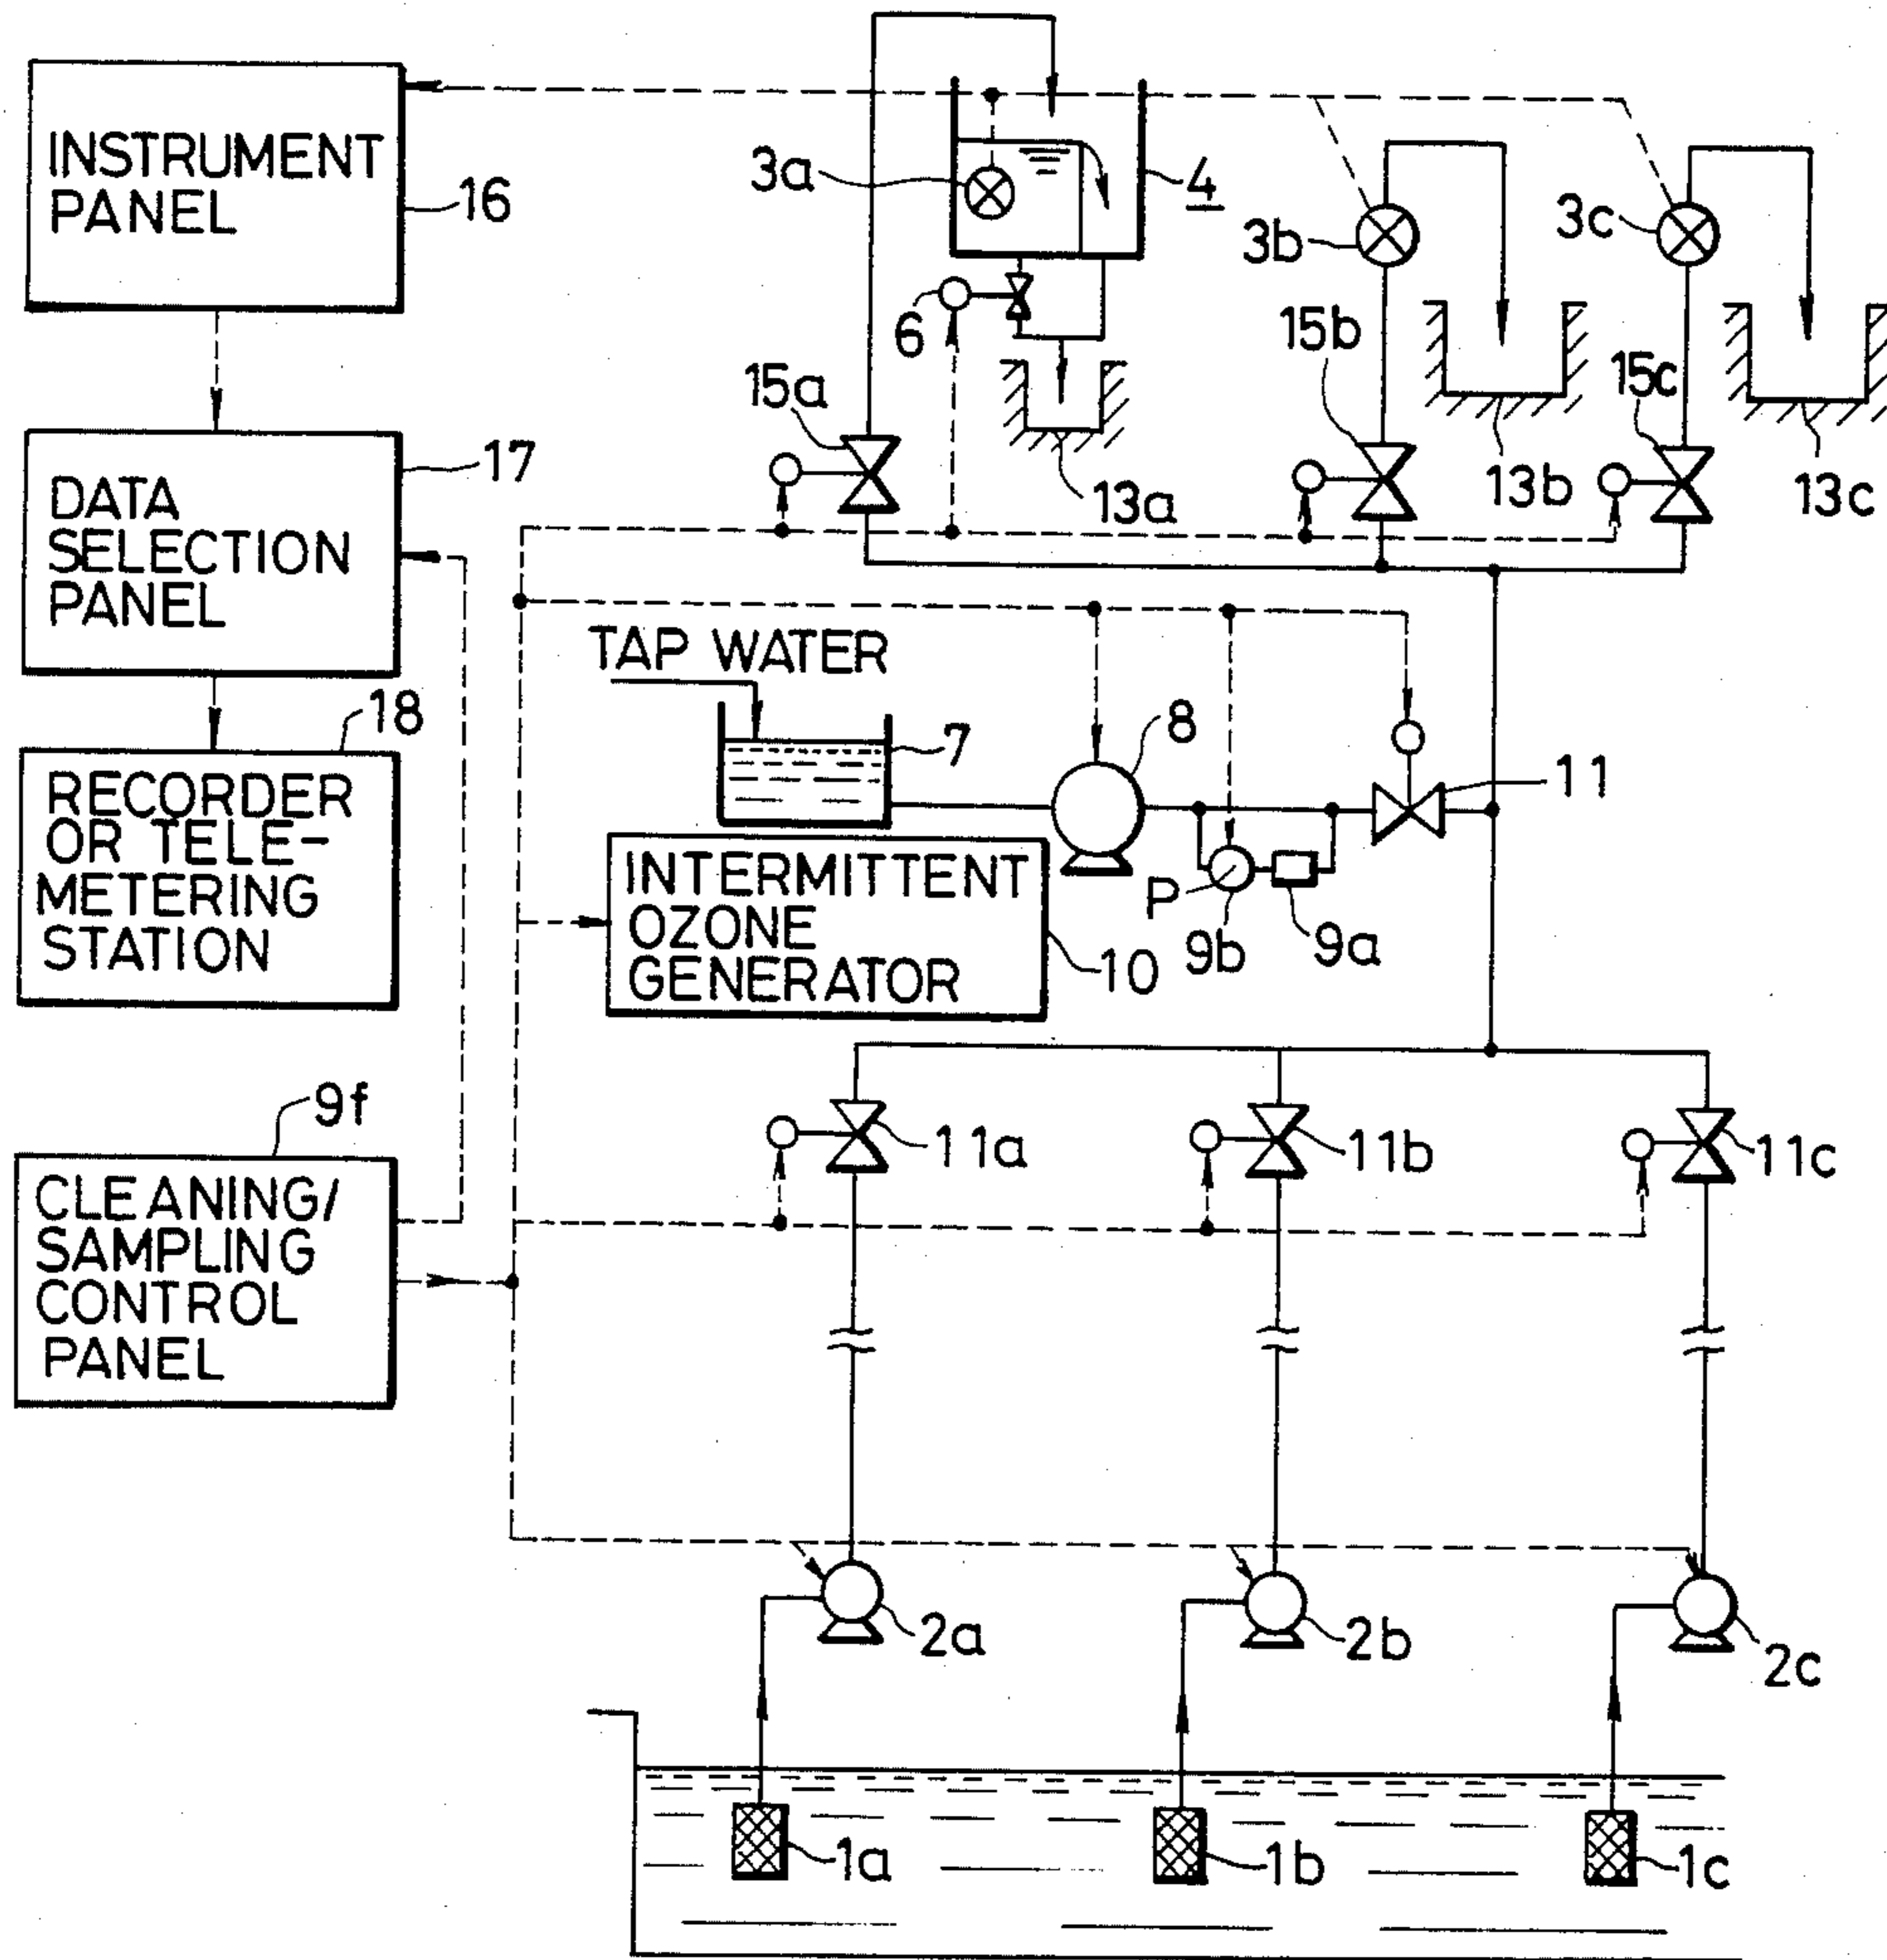 INSTRUMENT
PANEL
16
3a
4
3b
3c
6
15a
15b
15c
13a
13b
13c
17
DATA
SELECTION
PANEL
TAP WATER
7
8
11
18
RECORDER
OR TELE-
METERING
STATION
INTERMITTENT
OZONE
GENERATOR
10
P
9b
9a
9f
CLEANING/
SAMPLING
CONTROL
PANEL
11a
11b
11c
2a
2b
2c
1a
1b
1c